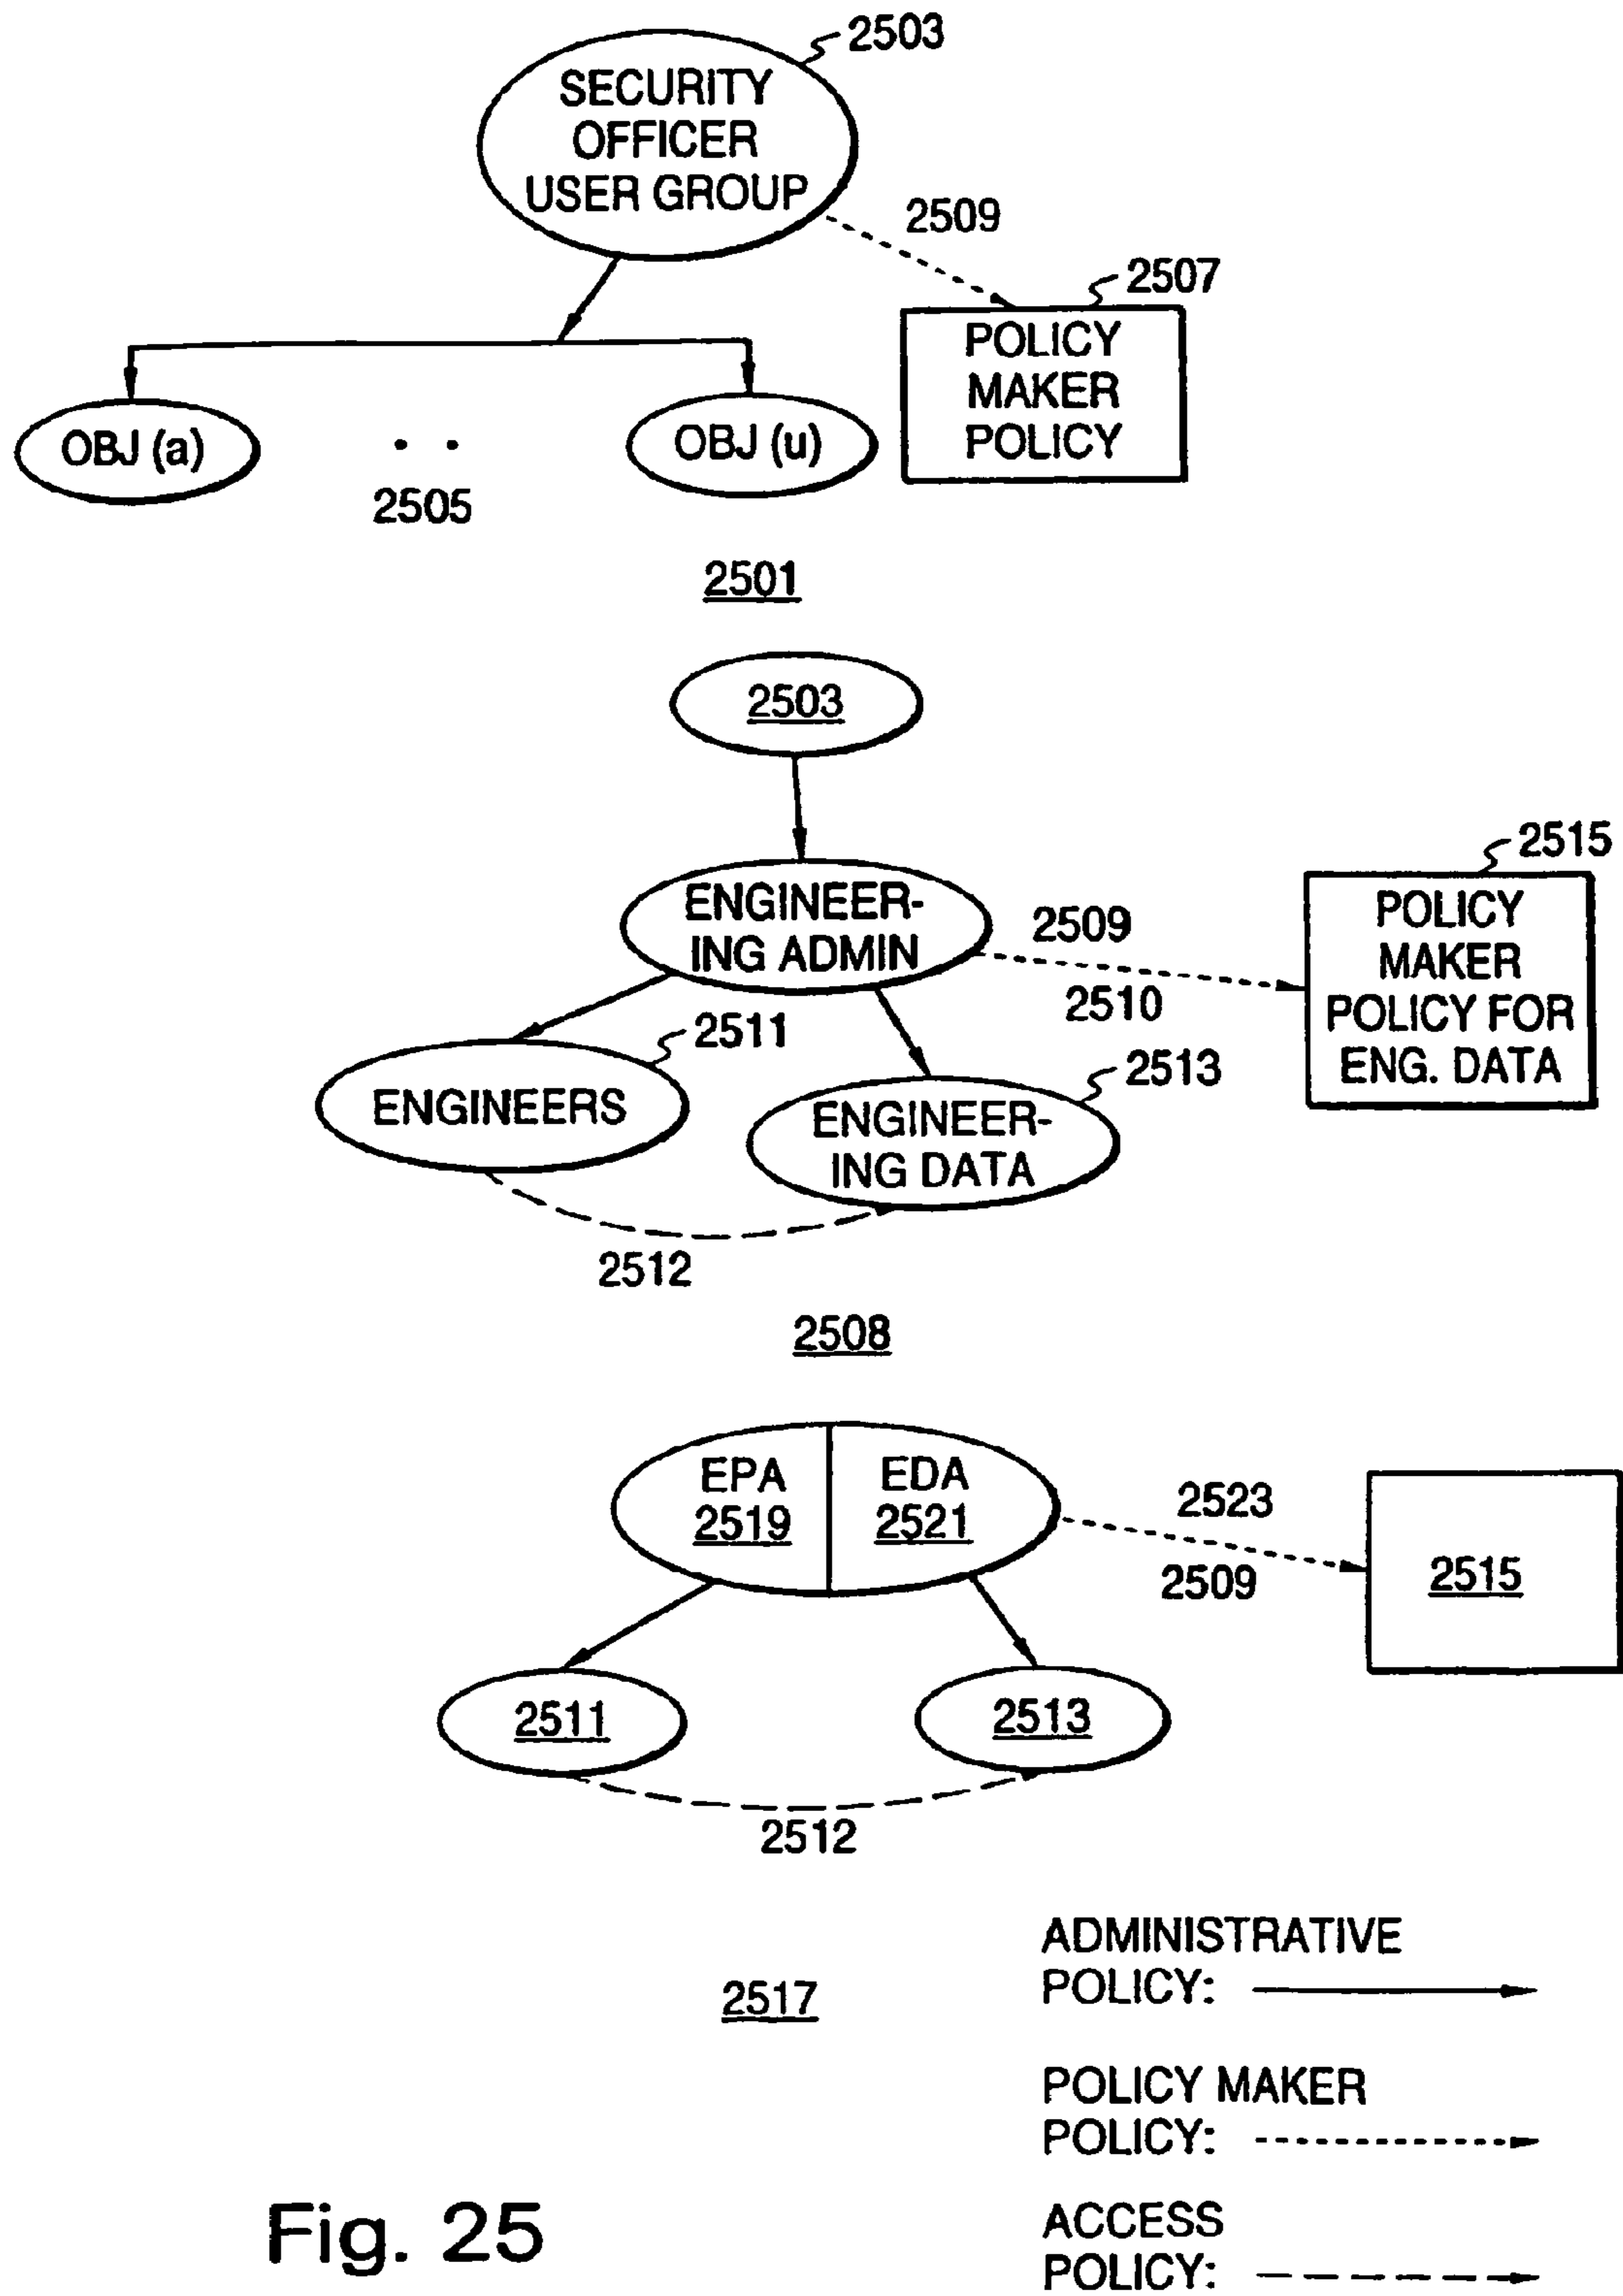 2503
SECURITY
OFFICER
USER GROUP
2509
2507
POLICY
MAKER
POLICY
OBJ (a)
. .
OBJ (u)
2505
2501
2503
ENGINEER-
ING ADMIN
2509
2510
2515
POLICY
MAKER
POLICY FOR
ENG. DATA
2511
ENGINEERS
2513
ENGINEER-
ING DATA
2512
2508
EPA
2519
EDA
2521
2523
2509
2515
2511
2513
2512
2517
ADMINISTRATIVE
POLICY:
POLICY MAKER
POLICY:
ACCESS
POLICY:
Fig. 25